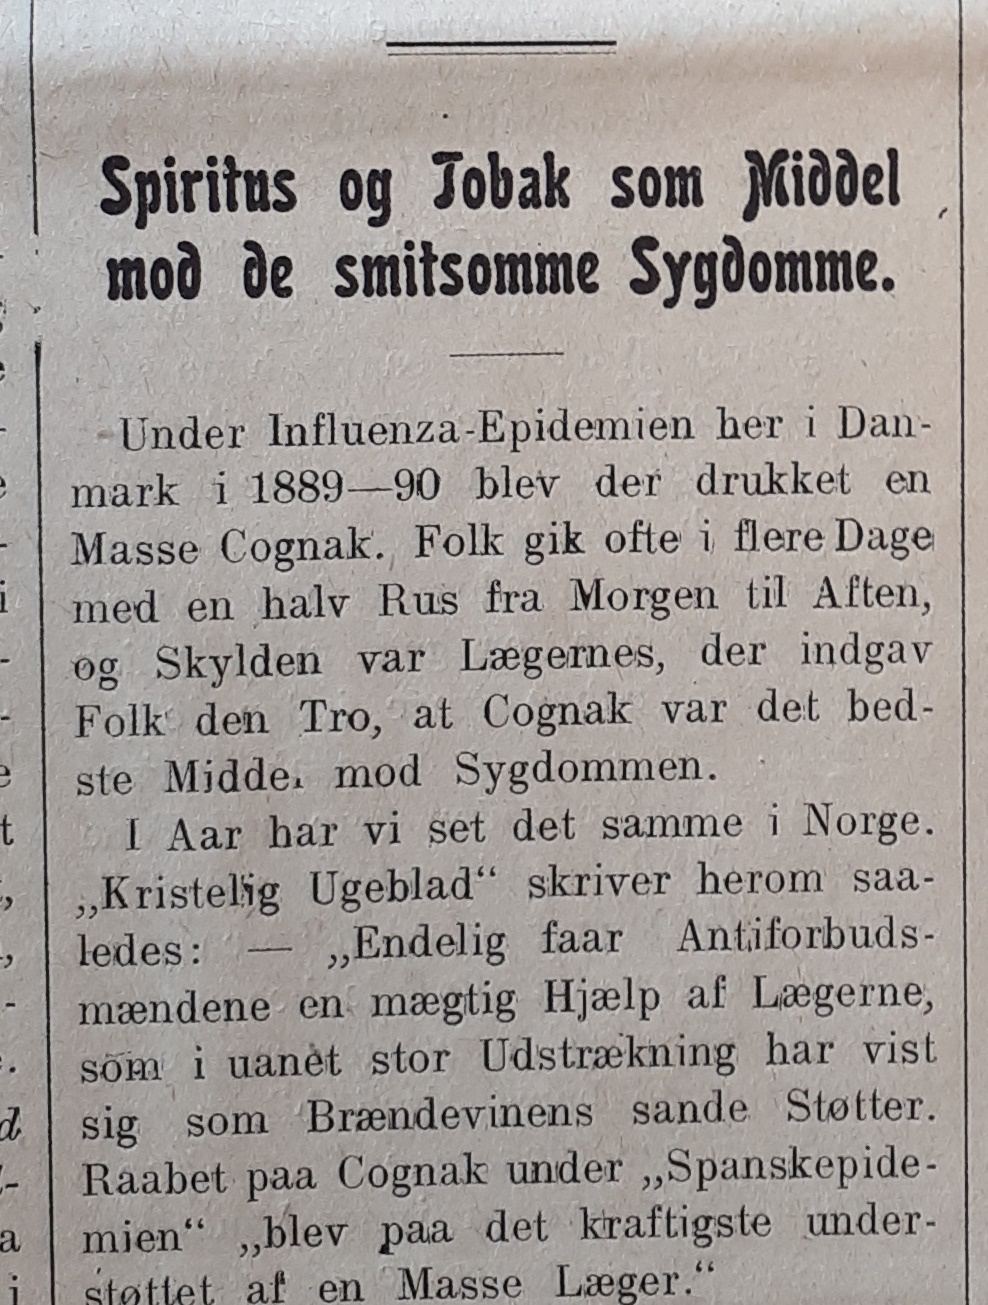 Spiritus og Tobak som Middel
mod de smitsomme Sygdomme.
Under Influenza-Epidemien her i Dan-
mark i 1889—90 blev der drukket en
Masse Cognak. Folk gik ofte i flere Dage
med en halv Rus fra Morgen til Aften,
og Skylden var Lægernes, der indgav
Folk den Tro, at Cognak var det bed-
ste Middel mod Sygdommen.
I Aar har vi set det samme i Norge.
„Kristelig Ugeblad“ skriver herom saa-
ledes: — „Endelig faar Antiforbuds-
mændene en mægtig Hjælp af Lægerne,
som i uanet stor Udstrækning har vist
sig som Brændevinens sande Støtter.
Raabet paa Cognak under „Spanskepide-
mien“ „blev paa det kraftigste under-
støttet af en Masse Læger.“